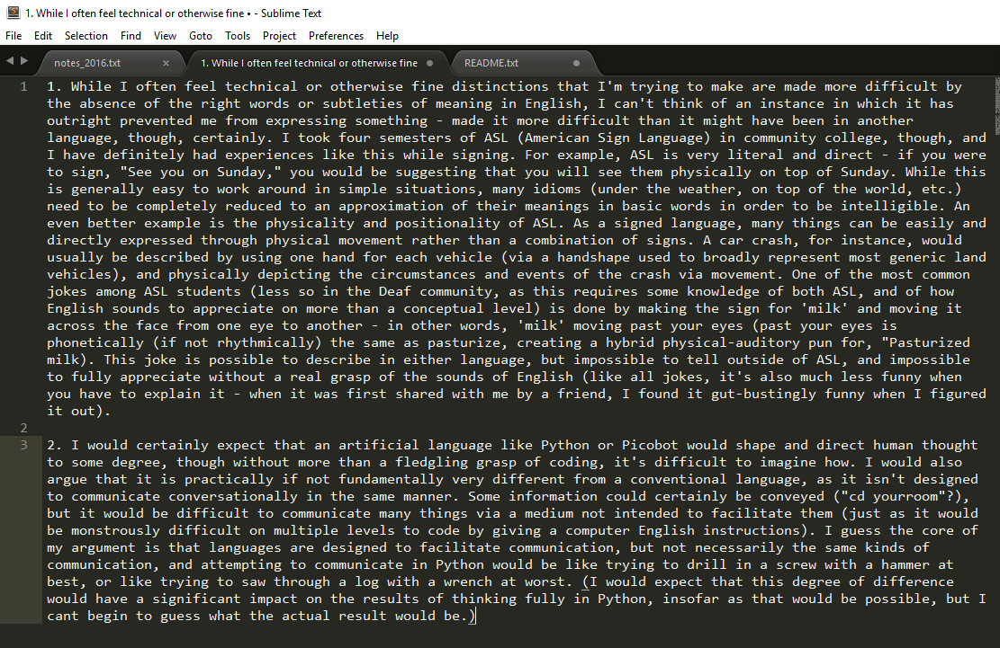 1. While I often feel technical or otherwise fine • - Sublime Text
File Edit Selection Find View Goto Tools Project Preferences Help
notes_2016.txt × 1. While I often feel technical or otherwise fine README.txt
1 1. While I often feel technical or otherwise fine distinctions that I'm trying to make are made more difficult by
the absence of the right words or subtleties of meaning in English, I can't think of an instance in which it has
outright prevented me from expressing something - made it more difficult than it might have been in another
language, though, certainly. I took four semesters of ASL (American Sign Language) in community college, though, and
I have definitely had experiences like this while signing. For example, ASL is very literal and direct - if you were
to sign, "See you on Sunday," you would be suggesting that you will see them physically on top of Sunday. While this
is generally easy to work around in simple situations, many idioms (under the weather, on top of the world, etc.)
need to be completely reduced to an approximation of their meanings in basic words in order to be intelligible. An
even better example is the physicality and positionality of ASL. As a signed language, many things can be easily and
directly expressed through physical movement rather than a combination of signs. A car crash, for instance, would
usually be described by using one hand for each vehicle (via a handshape used to broadly represent most generic land
vehicles), and physically depicting the circumstances and events of the crash via movement. One of the most common
jokes among ASL students (less so in the Deaf community, as this requires some knowledge of both ASL, and of how
English sounds to appreciate on more than a conceptual level) is done by making the sign for 'milk' and moving it
across the face from one eye to another - in other words, 'milk' moving past your eyes (past your eyes is
phonetically (if not rhythmically) the same as pasturize, creating a hybrid physical-auditory pun for, "Pasturized
milk). This joke is possible to describe in either language, but impossible to tell outside of ASL, and impossible
to fully appreciate without a real grasp of the sounds of English (like all jokes, it's also much less funny when
you have to explain it - when it was first shared with me by a friend, I found it gut-bustingly funny when I figured
it out).
2
3 2. I would certainly expect that an artificial language like Python or Picobot would shape and direct human thought
to some degree, though without more than a fledgling grasp of coding, it's difficult to imagine how. I would also
argue that it is practically if not fundamentally very different from a conventional language, as it isn't designed
to communicate conversationally in the same manner. Some information could certainly be conveyed ("cd yourroom"?),
but it would be difficult to communicate many things via a medium not intended to facilitate them (just as it would
be monstrously difficult on multiple levels to code by giving a computer English instructions). I guess the core of
my argument is that languages are designed to facilitate communication, but not necessarily the same kinds of
communication, and attempting to communicate in Python would be like trying to drill in a screw with a hammer at
best, or like trying to saw through a log with a wrench at worst. (I would expect that this degree of difference
would have a significant impact on the results of thinking fully in Python, insofar as that would be possible, but I
cant begin to guess what the actual result would be.)